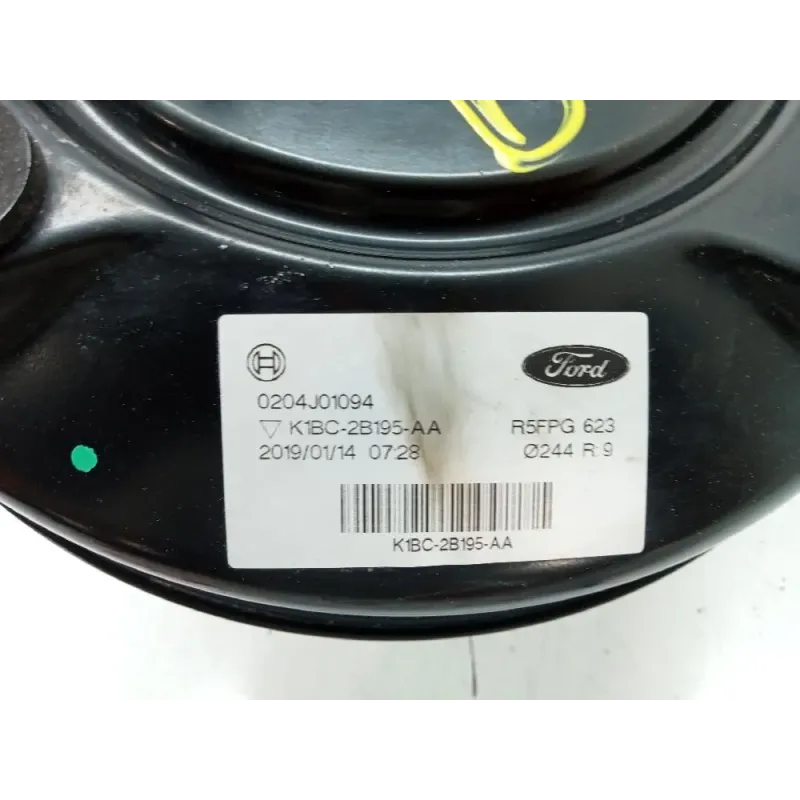 Ford
0204J01094
▽ K1BC-2B195-AA R5FPG 623
2019/01/14 07:28 Ø244 R:9
K1BC-2B195-AA